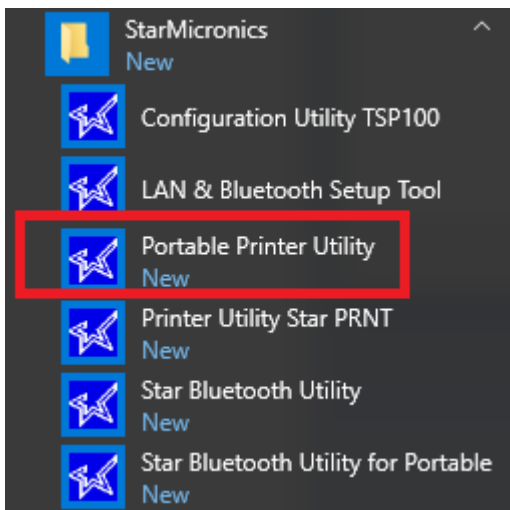 StarMicronics
New
Configuration Utility TSP100
LAN & Bluetooth Setup Tool
Portable Printer Utility
New
Printer Utility Star PRNT
New
Star Bluetooth Utility
New
Star Bluetooth Utility for Portable
New